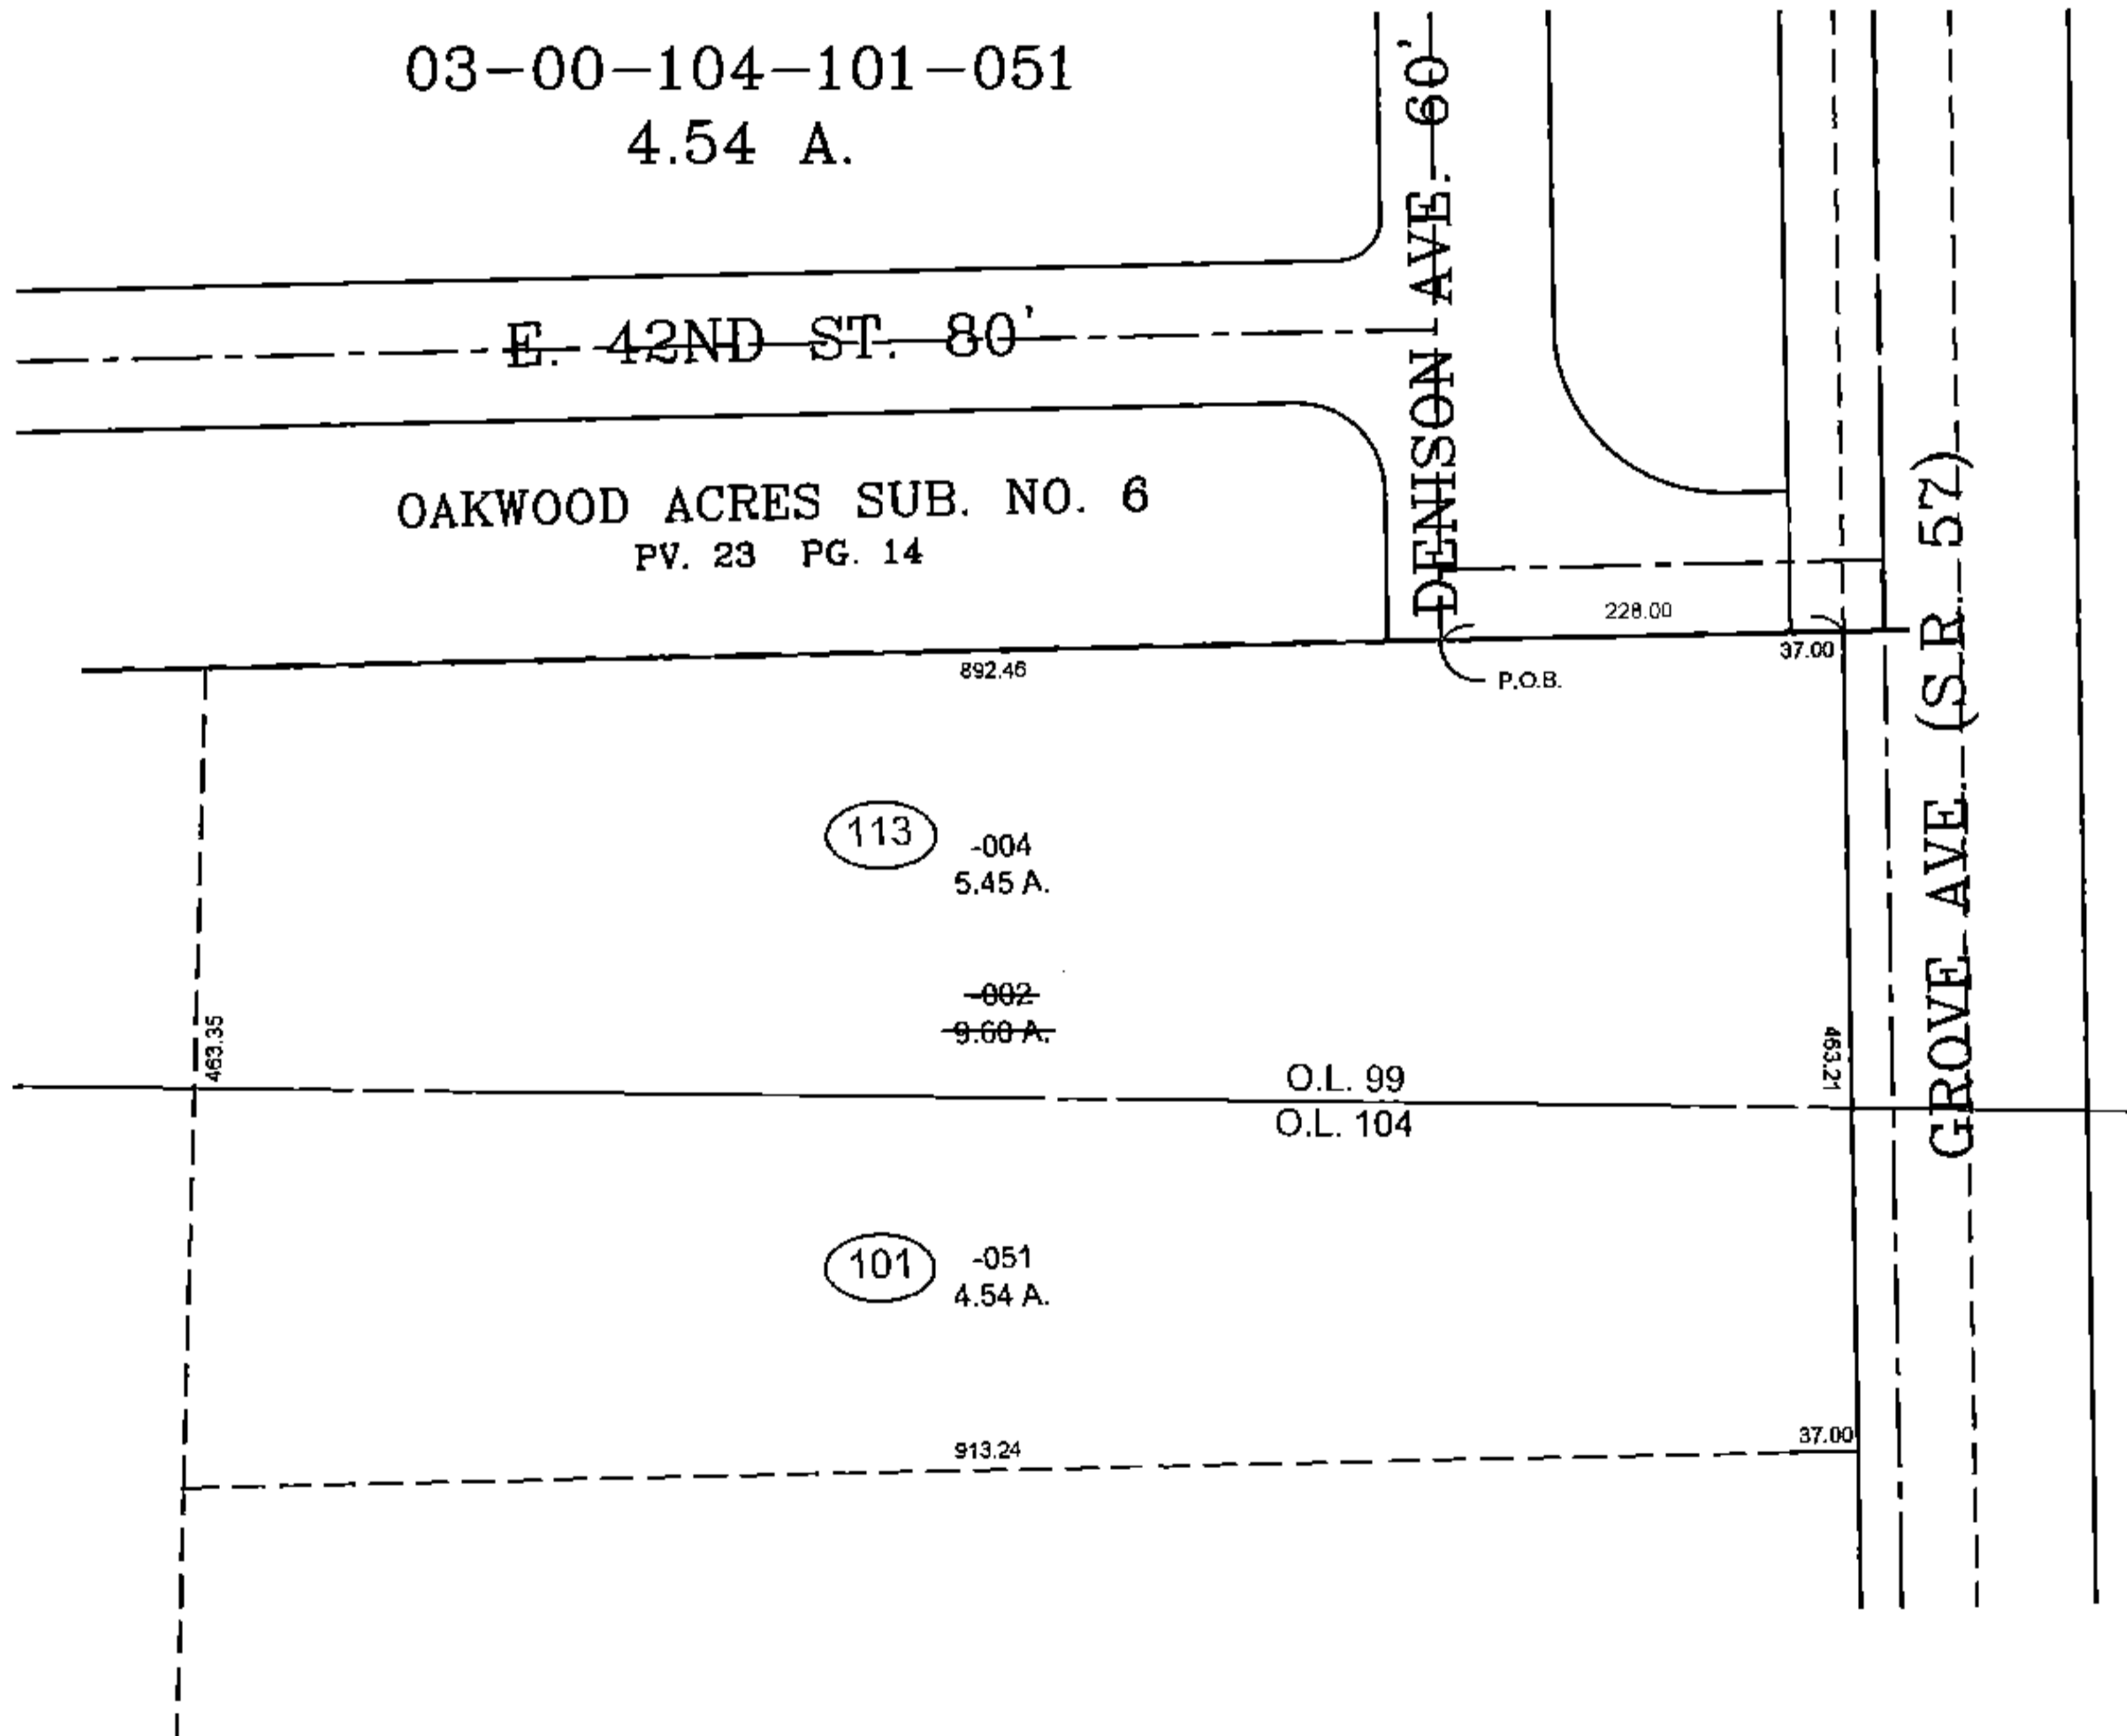 03-00-104-101-051
4.54 A.
DENISON AVE. 60'
E. 42ND ST. 80'
OAKWOOD ACRES SUB. NO. 6
PV. 23 PG. 14
GROVE AVE (S.R. 57)
228.00
37.00
892.46
P.O.B.
113
-004
5.45 A.
-002
9.60 A.
463.35
463.21
O.L. 99
O.L. 104
101
-051
4.54 A.
913.24
37.00